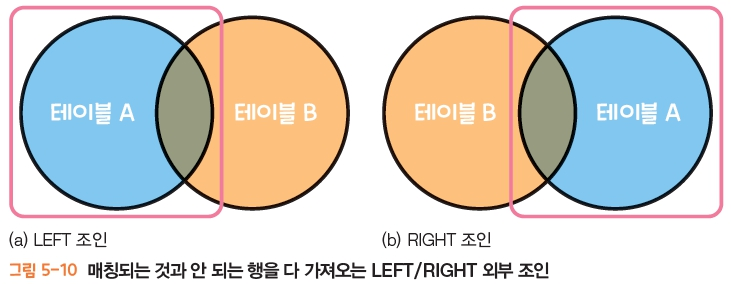 테이블 A
테이블 B
테이블 B
테이블 A
(a) LEFT 조인
(b) RIGHT 조인
그림 5-10 매칭되는 것과 안 되는 행을 다 가져오는 LEFT/RIGHT 외부 조인